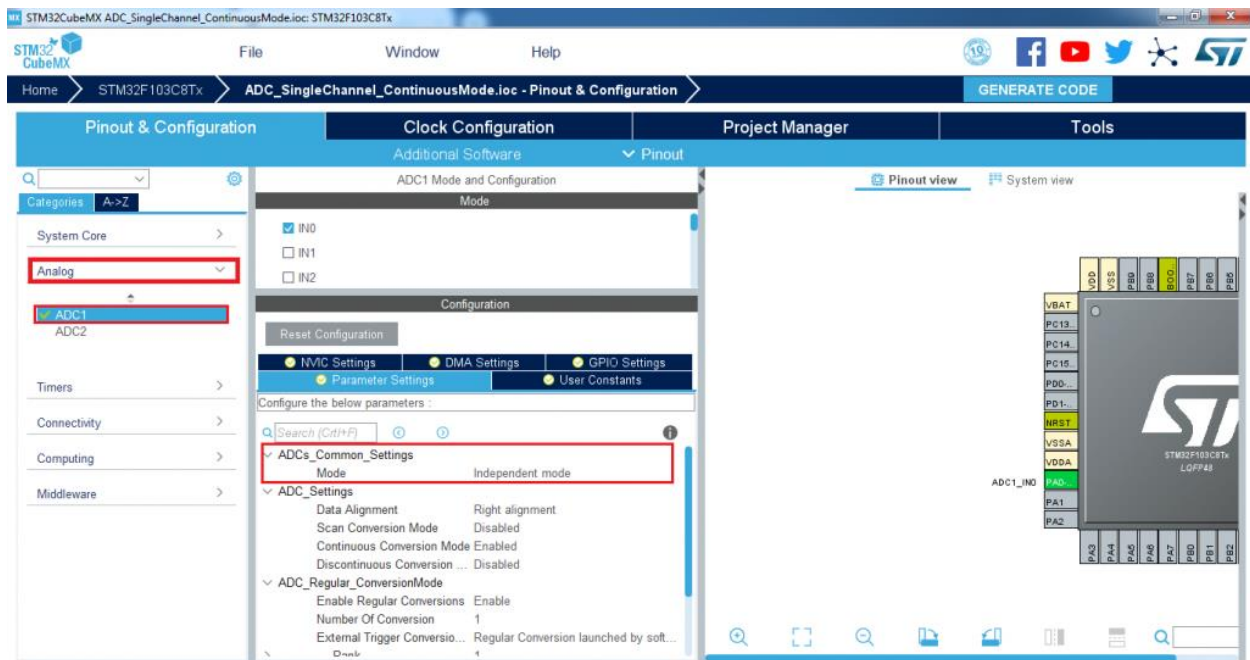 MX STM32CubeMX ADC_SingleChannel_ContinuousMode.ioc: STM32F103C8Tx
STM32
CubeMX
File Window Help
10
Home STM32F103C8Tx ADC_SingleChannel_ContinuousMode.ioc - Pinout & Configuration GENERATE CODE
Pinout & Configuration Clock Configuration Project Manager Tools
Additional Software Pinout
ADC1 Mode and Configuration
Pinout view System view
Categories A->Z
Mode
System Core
IN0
IN1
IN2
Analog
ADC1
ADC2
Timers
Connectivity
Computing
Middleware
Configuration
Reset Configuration
NVIC Settings DMA Settings GPIO Settings
Parameter Settings User Constants
Configure the below parameters :
Search (Crtl+F)
ADCs_Common_Settings
Mode Independent mode
ADC_Settings
Data Alignment Right alignment
Scan Conversion Mode Disabled
Continuous Conversion Mode Enabled
Discontinuous Conversion ... Disabled
ADC_Regular_ConversionMode
Enable Regular Conversions Enable
Number Of Conversion 1
External Trigger Conversio... Regular Conversion launched by soft...
Rank 1
VDD VSS PB9 PB8 BOO... PB7 PB6 PB5
VBAT
PC13...
PC14...
PC15...
PD0-...
PD1-...
NRST
VSSA
VDDA
ADC1_IN0 PA0-...
PA1
PA2
PA3 PA4 PA5 PA6 PA7 PB0 PB1 PB2
STM32F103C8Tx
LQFP48